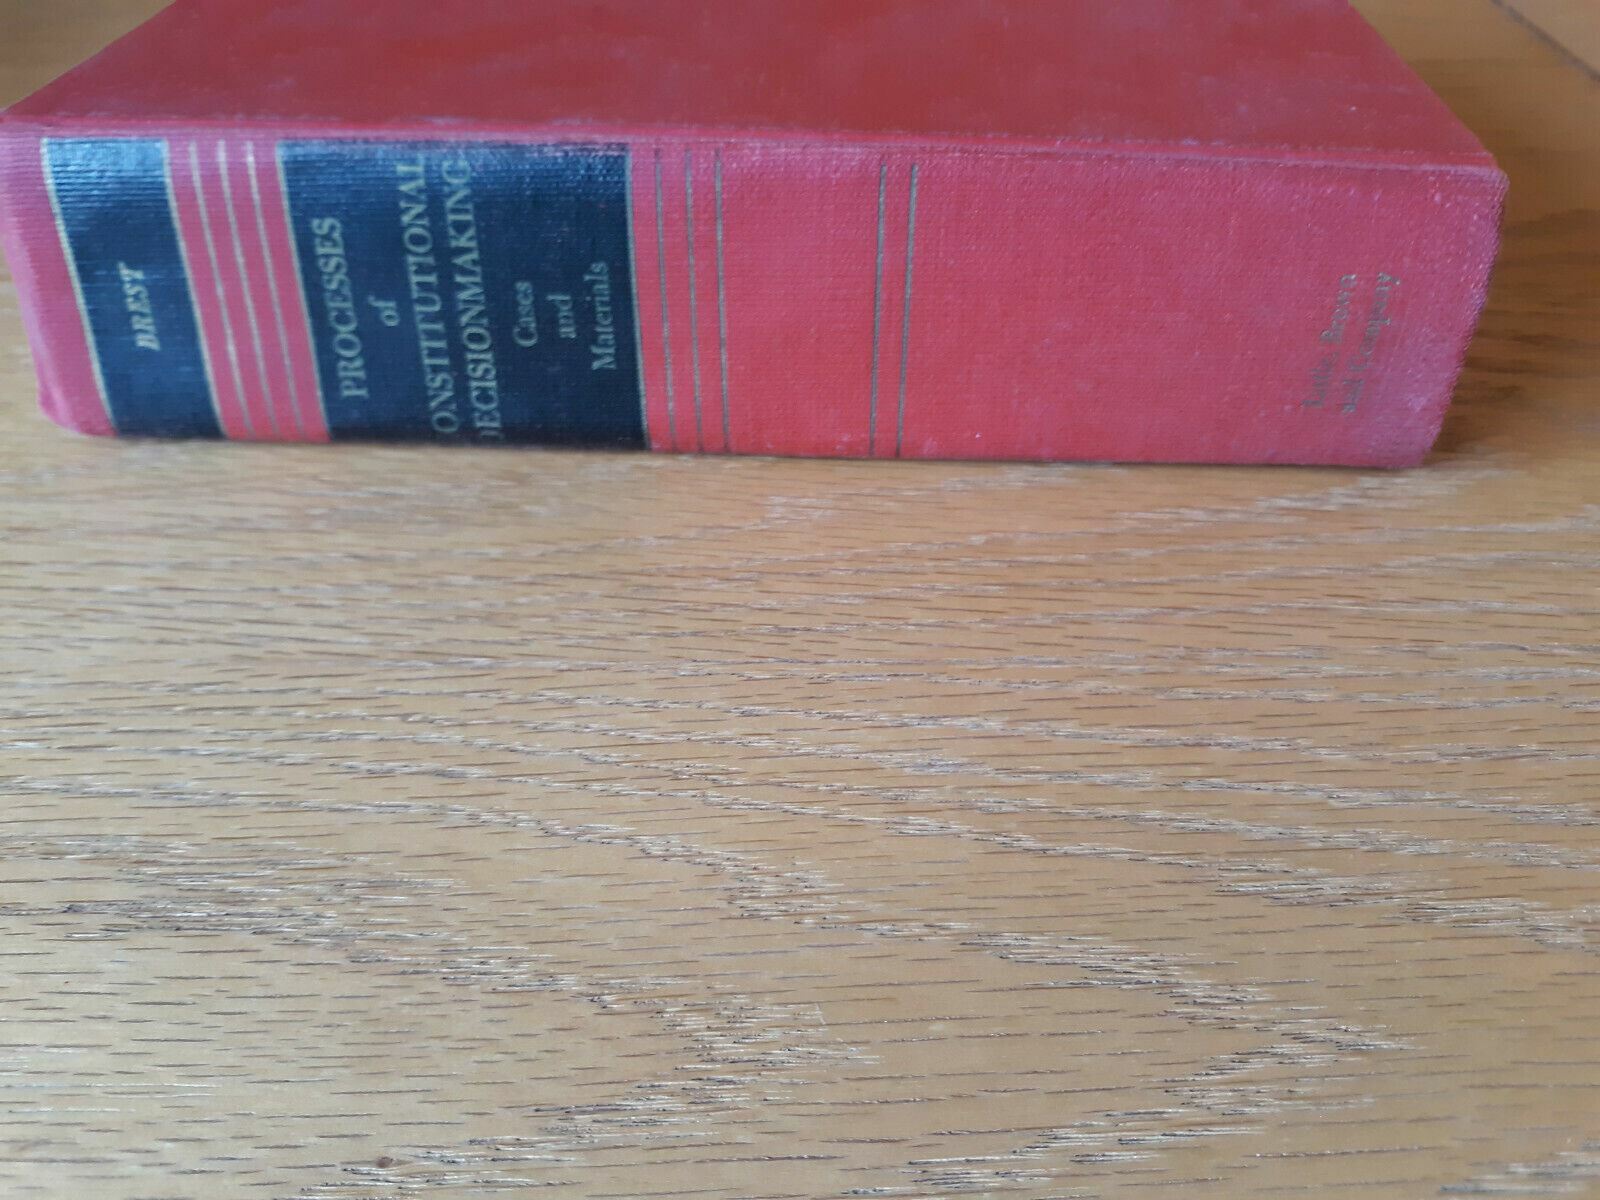 BREST
PROCESSES
of
ONSTITUTIONAL
DECISIONMAKING
Cases
and
Materials
Little, Brown
and Company